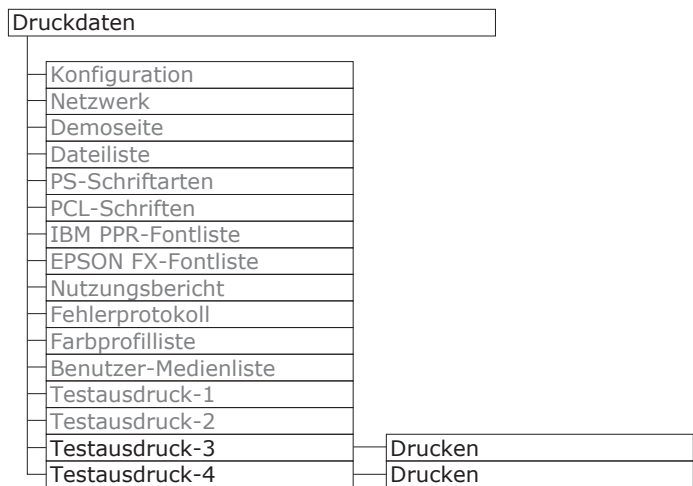 Druckdaten
Konfiguration
Netzwerk
Demoseite
Dateiliste
PS-Schriftarten
PCL-Schriften
IBM PPR-Fontliste
EPSON FX-Fontliste
Nutzungsbericht
Fehlerprotokoll
Farbprofilliste
Benutzer-Medienliste
Testausdruck-1
Testausdruck-2
Testausdruck-3 Drucken
Testausdruck-4 Drucken